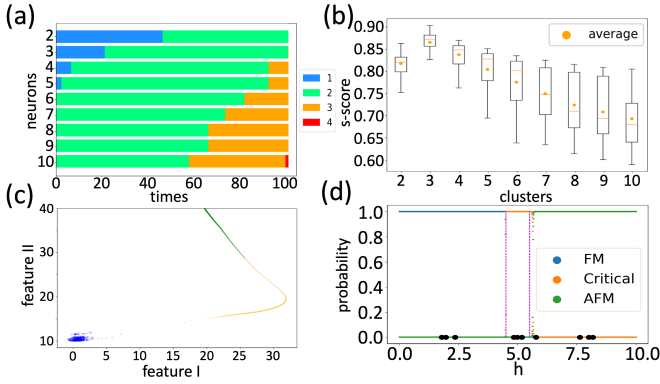 (a)
neurons
2
3
4
5
6
7
8
9
10
0 20 40 60 80 100
times
1
2
3
4
(b)
s-score
0.90
0.85
0.80
0.75
0.70
0.65
0.60
average
2 3 4 5 6 7 8 9 10
clusters
(c)
feature II
40
30
20
10
0 5 10 15 20 25 30
feature I
(d)
probability
1.0
0.8
0.6
0.4
0.2
0.0
FM
Critical
AFM
0.0 2.5 5.0 7.5 10.0
h